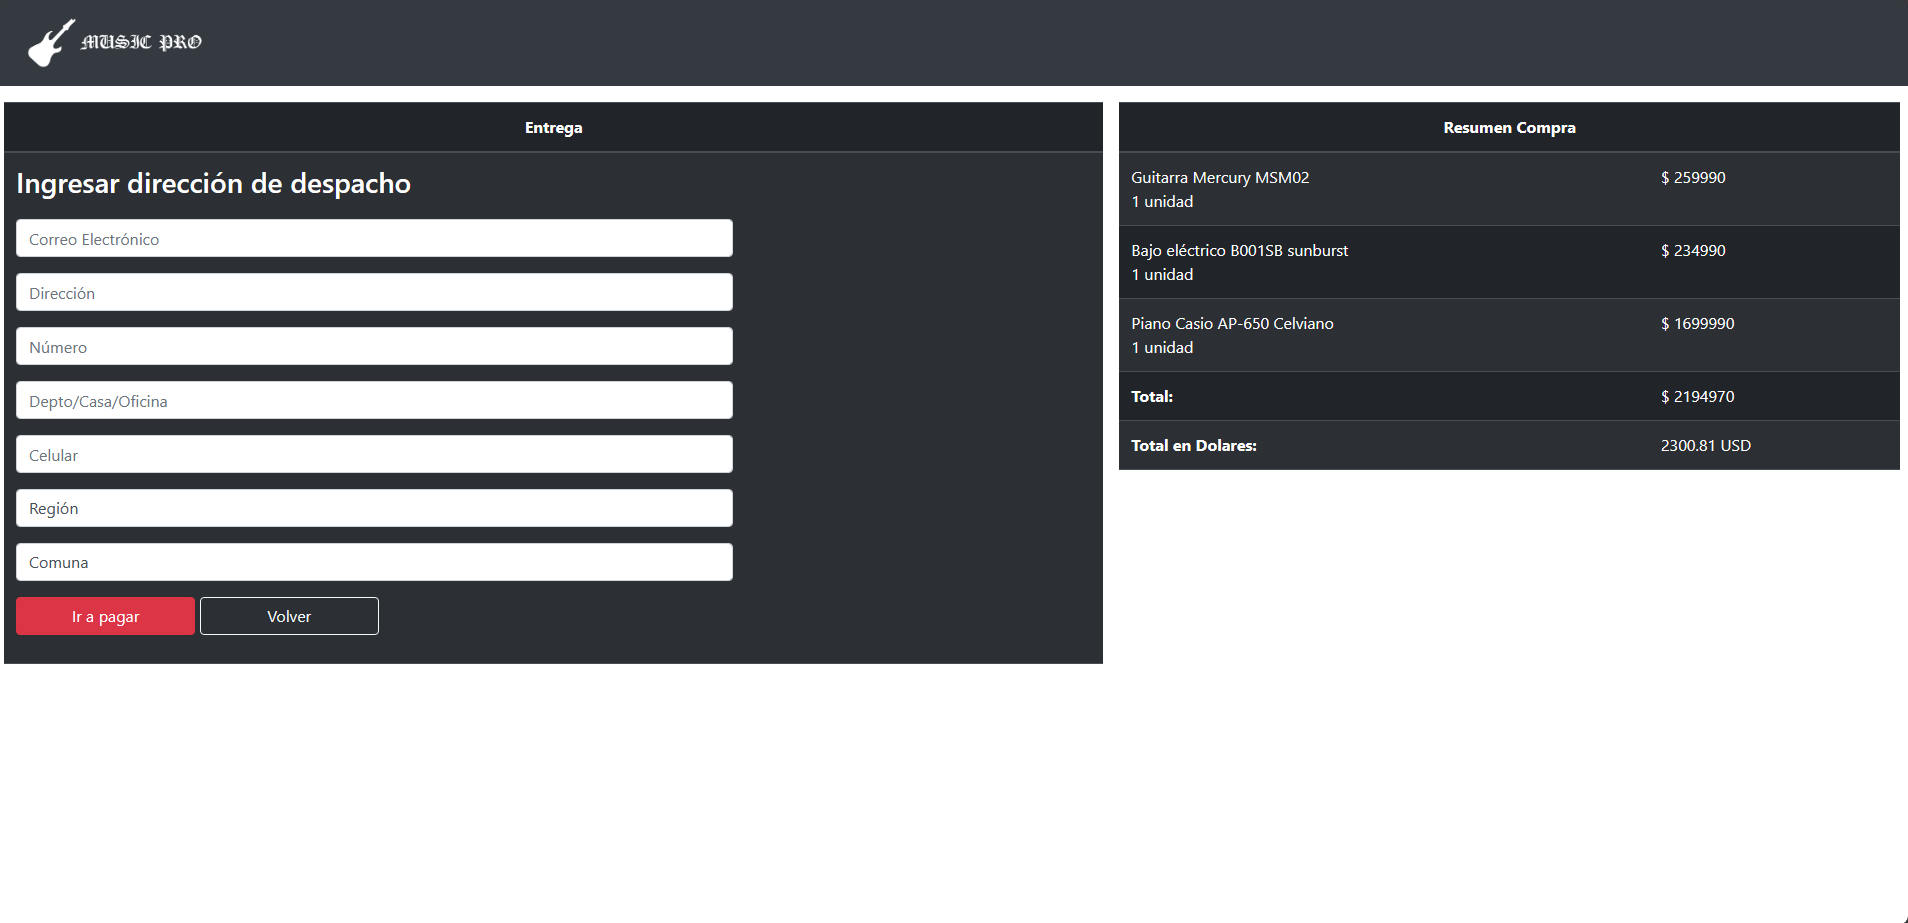 MUSIC PRO
Entrega
Ingresar dirección de despacho
Correo Electrónico
Dirección
Número
Depto/Casa/Oficina
Celular
Región
Comuna
Ir a pagar
Volver
Resumen Compra
Guitarra Mercury MSM02 $ 259990
1 unidad
Bajo eléctrico B001SB sunburst $ 234990
1 unidad
Piano Casio AP-650 Celviano $ 1699990
1 unidad
Total: $ 2194970
Total en Dolares: 2300.81 USD